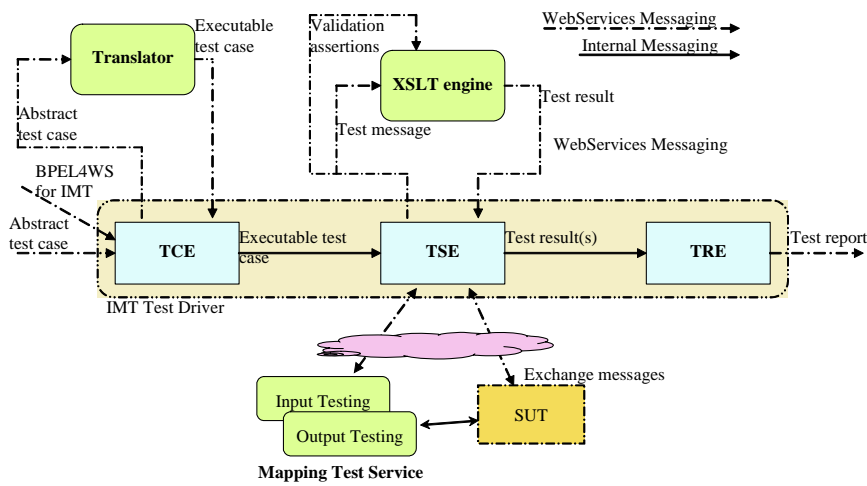 Executable
test case
Translator
Abstract
test case
Validation
assertions
XSLT engine
Test message
Test result
WebServices Messaging
WebServices Messaging
Internal Messaging
BPEL4WS
for IMT
Abstract
test case
TCE
Executable test
case
TSE
Test result(s)
TRE
Test report
IMT Test Driver
Exchange messages
Input Testing
Output Testing
SUT
Mapping Test Service